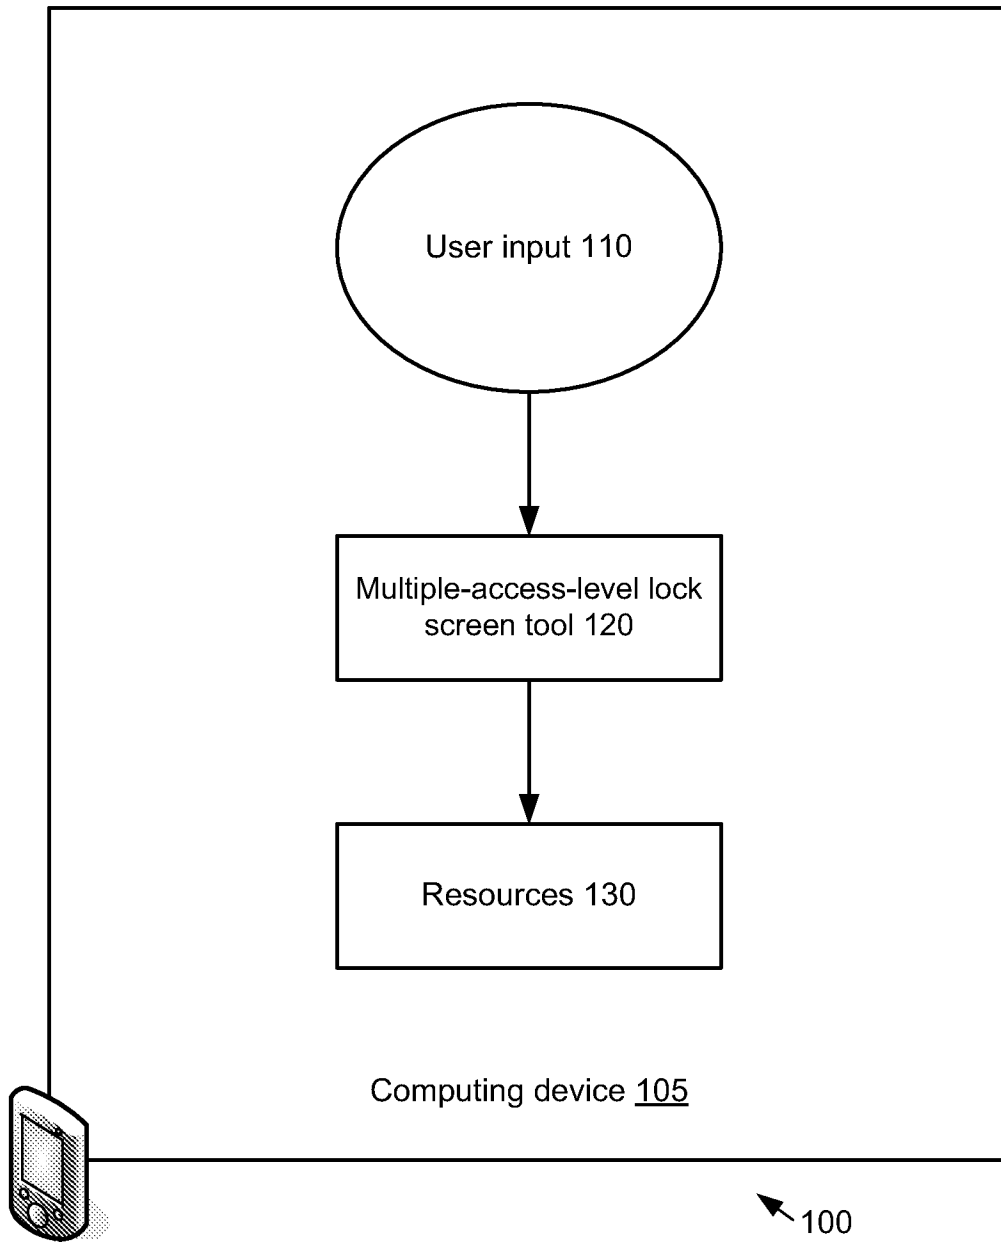 User input 110
Multiple-access-level lock
screen tool 120
Resources 130
Computing device 105
100